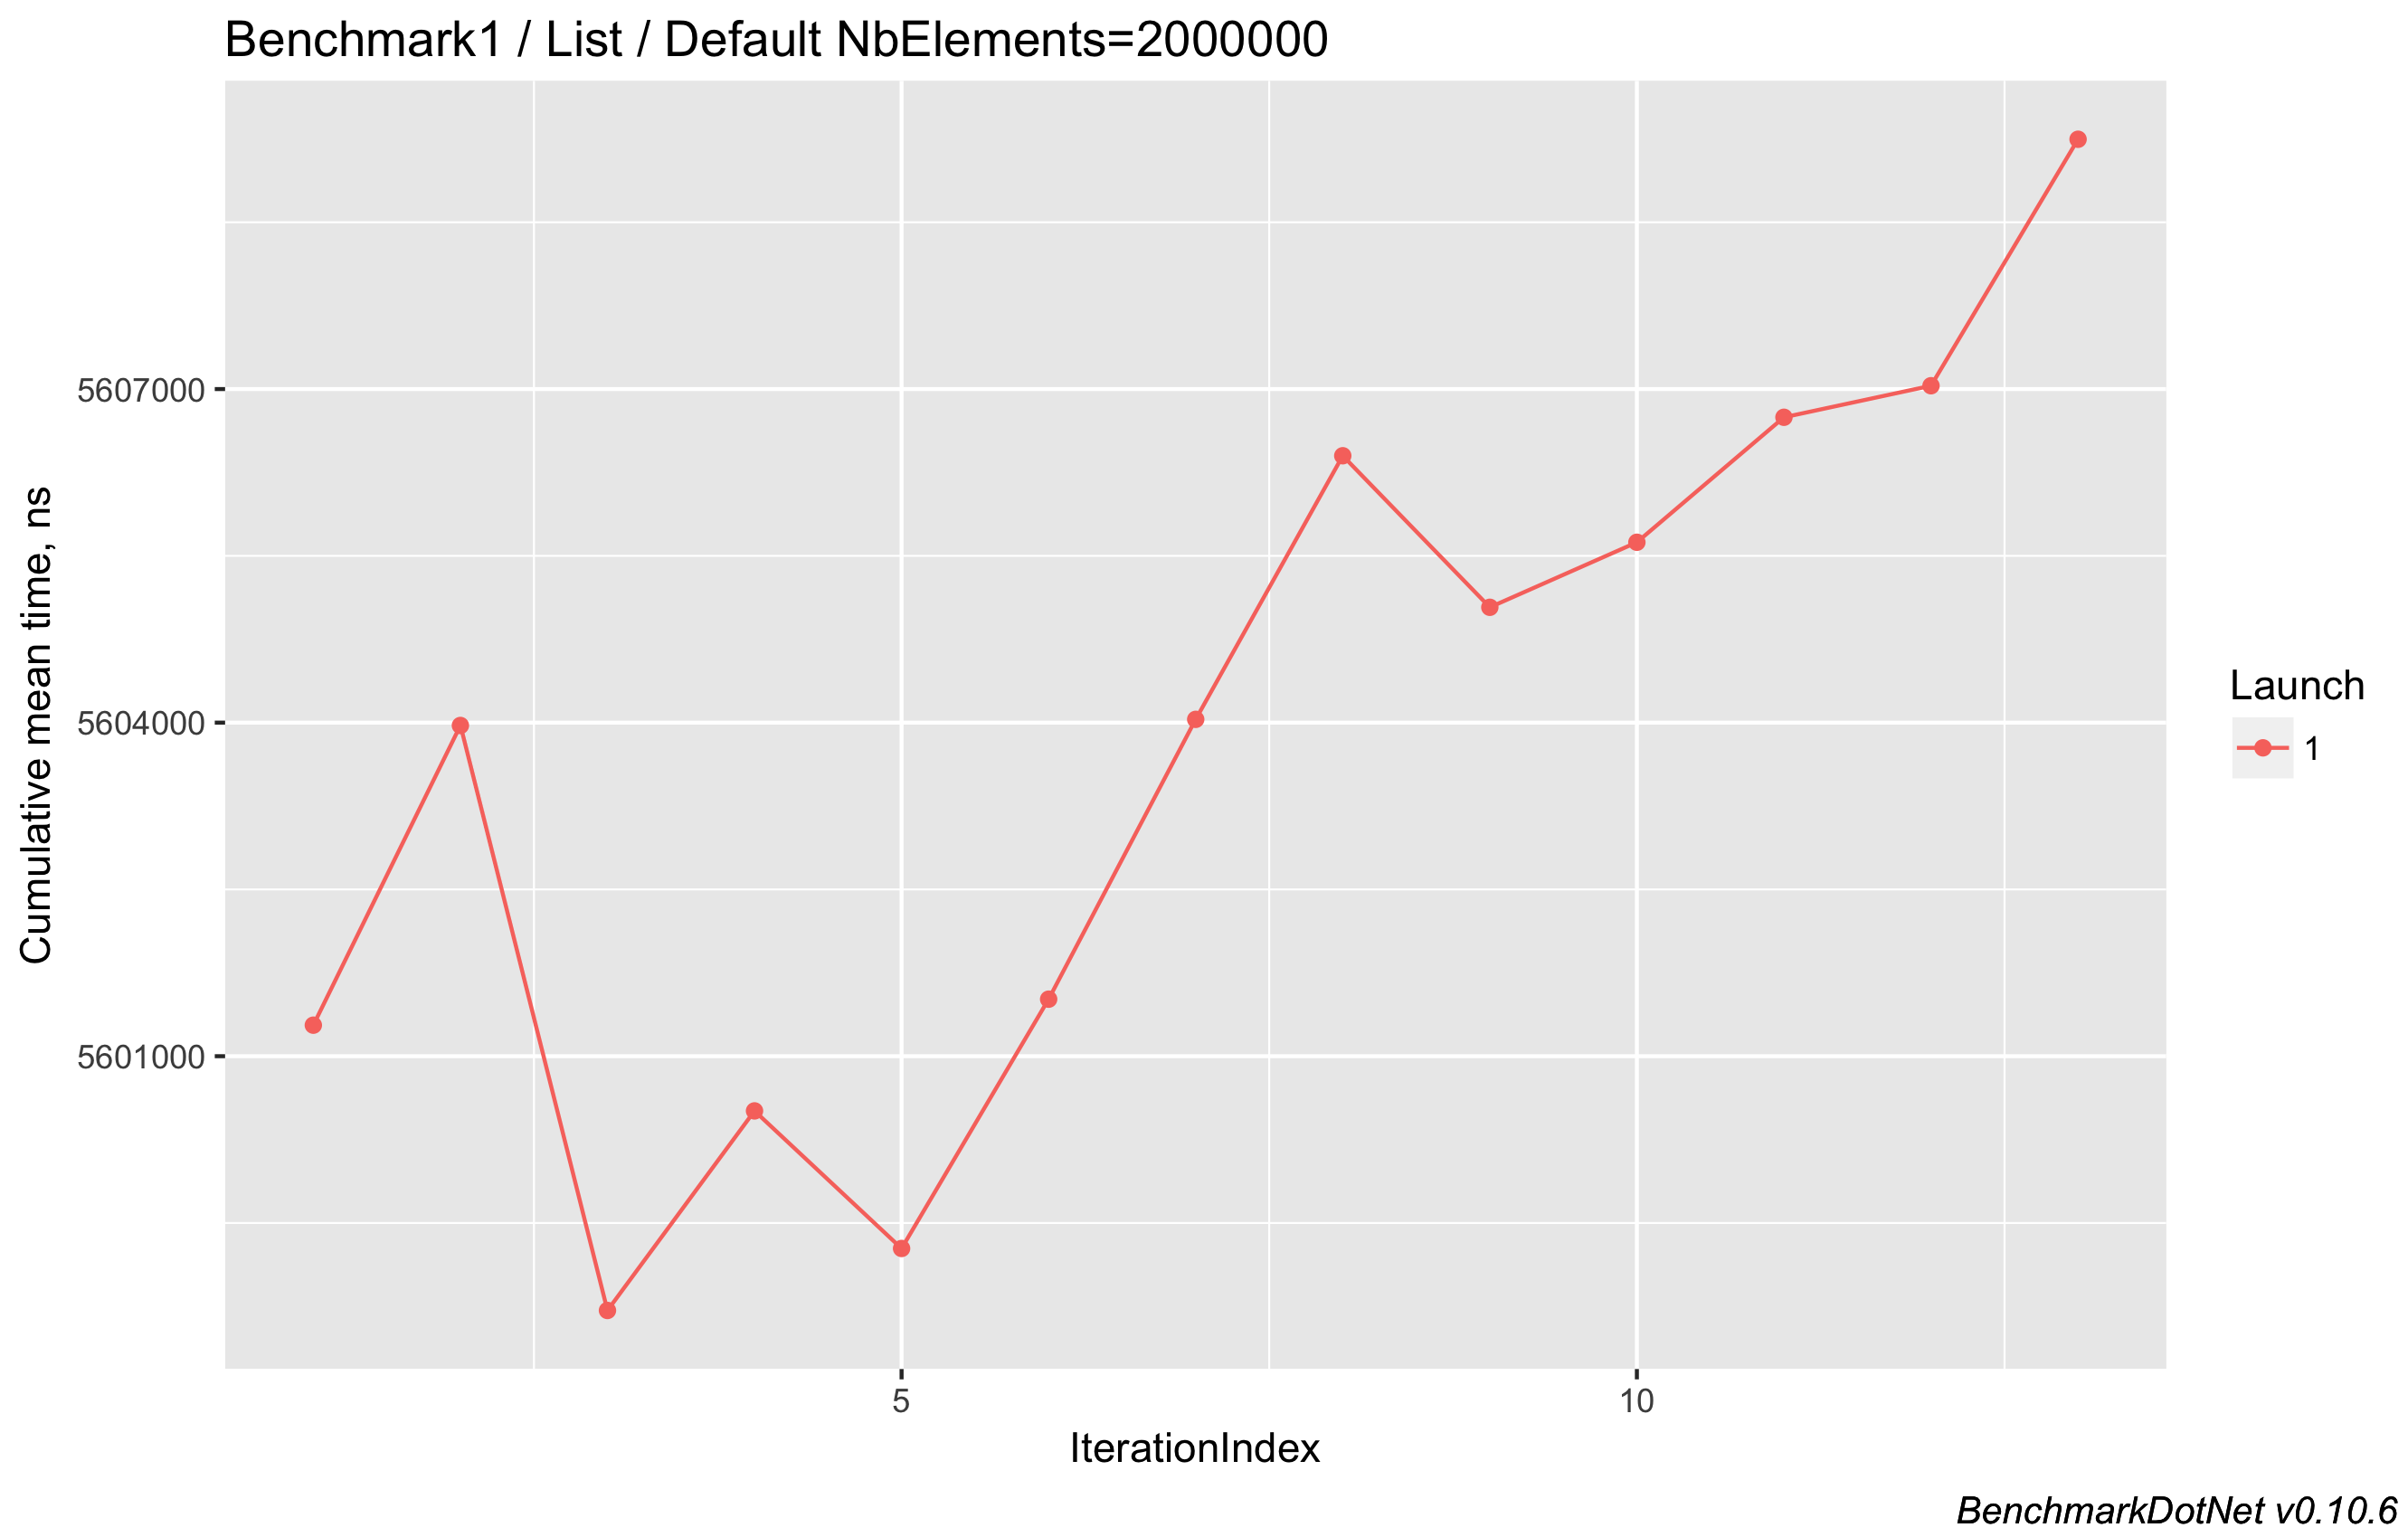 Benchmark1 / List / Default NbElements=2000000
Cumulative mean time, ns
5607000
5604000
5601000
5
10
IterationIndex
Launch
1
BenchmarkDotNet v0.10.6